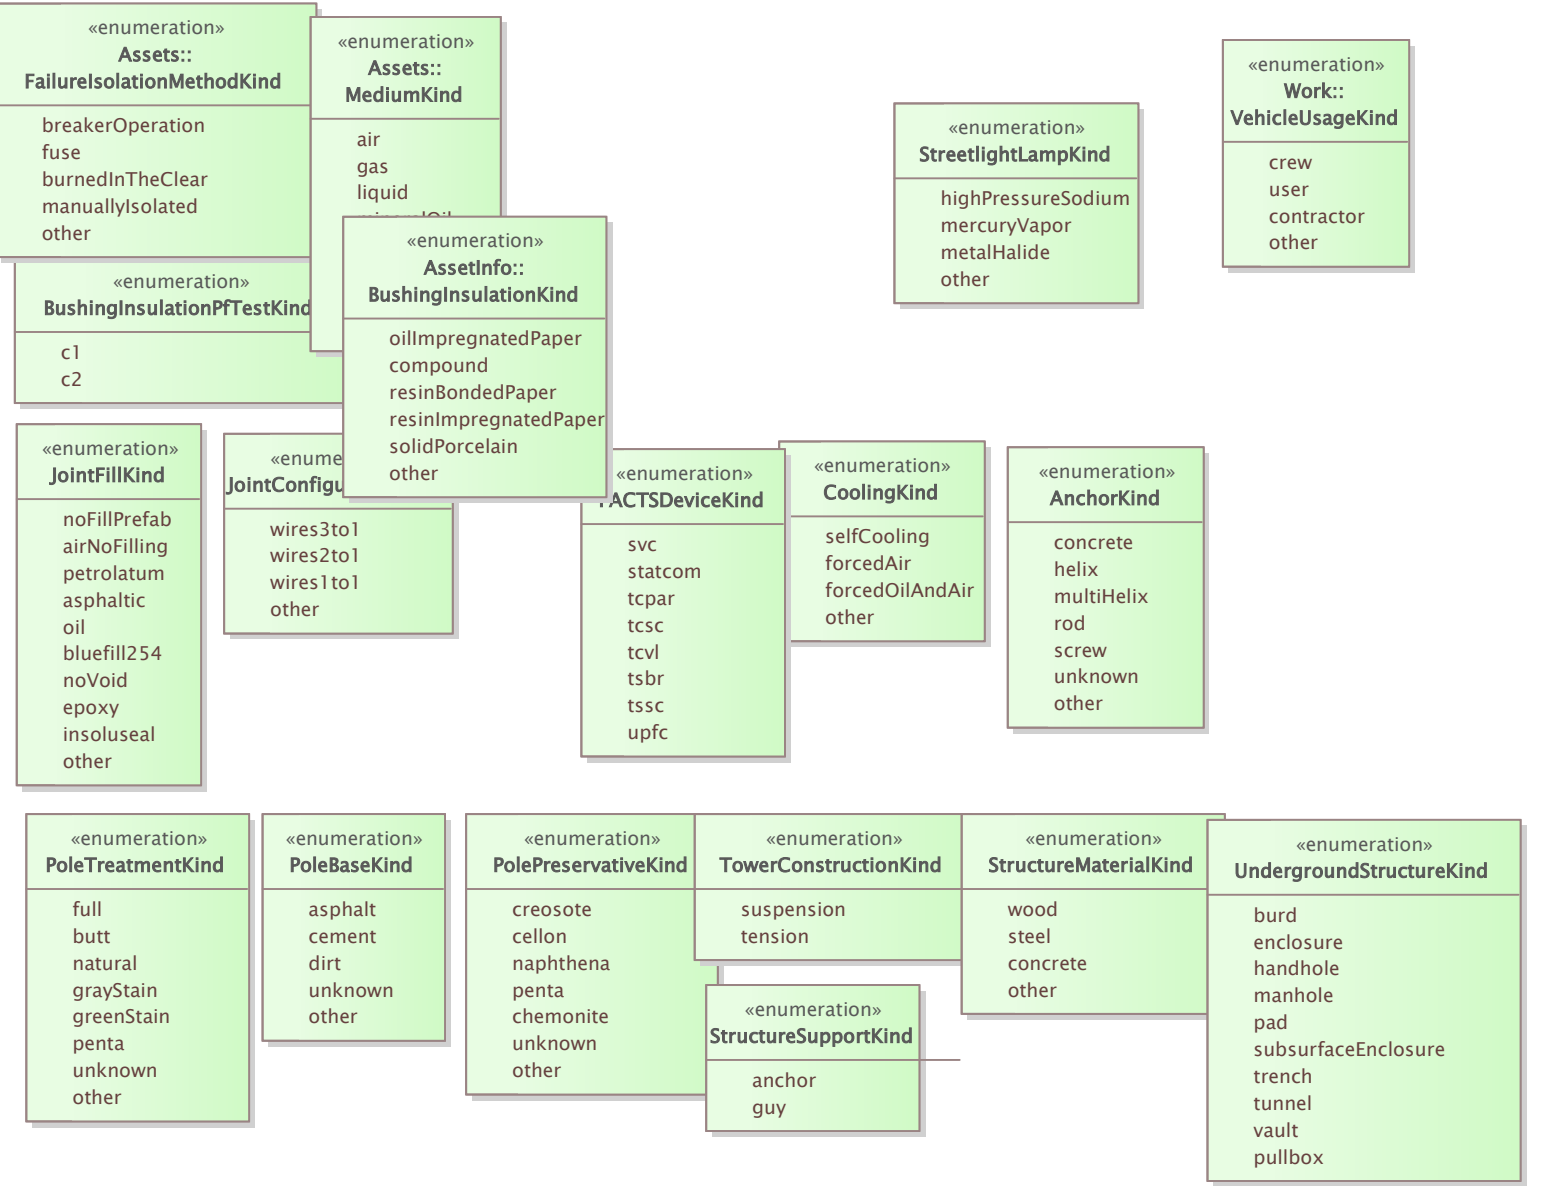 «enumeration»
Assets::
FailureIsolationMethodKind
breakerOperation
fuse
burnedInTheClear
manuallyIsolated
other
«enumeration»
Assets::
MediumKind
air
gas
liquid
«enumeration»
StreetlightLampKind
highPressureSodium
mercuryVapor
metalHalide
other
«enumeration»
Work::
VehicleUsageKind
crew
user
contractor
other
«enumeration»
BushingInsulationPfTestKind
c1
c2
«enumeration»
AssetInfo::
BushingInsulationKind
oilImpregnatedPaper
compound
resinBondedPaper
resinImpregnatedPaper
solidPorcelain
other
«enumeration»
JointFillKind
noFillPrefab
airNoFilling
petrolatum
asphaltic
oil
bluefill254
noVoid
epoxy
insoluseal
other
«enume
JointConfigu
wires3to1
wires2to1
wires1to1
other
«enumeration»
ACTSDeviceKind
svc
statcom
tcpar
tcsc
tcvl
tsbr
tssc
upfc
«enumeration»
CoolingKind
selfCooling
forcedAir
forcedOilAndAir
other
«enumeration»
AnchorKind
concrete
helix
multiHelix
rod
screw
unknown
other
«enumeration»
PoleTreatmentKind
full
butt
natural
grayStain
greenStain
penta
unknown
other
«enumeration»
PoleBaseKind
asphalt
cement
dirt
unknown
other
«enumeration»
PolePreservativeKind
creosote
cellon
naphthena
penta
chemonite
unknown
other
«enumeration»
TowerConstructionKind
suspension
tension
«enumeration»
StructureSupportKind
anchor
guy
«enumeration»
StructureMaterialKind
wood
steel
concrete
other
«enumeration»
UndergroundStructureKind
burd
enclosure
handhole
manhole
pad
subsurfaceEnclosure
trench
tunnel
vault
pullbox